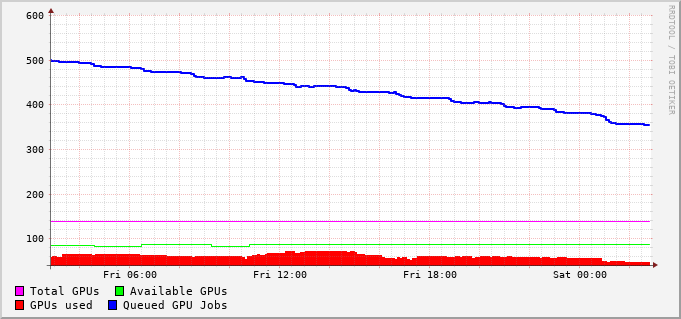 RRDTOOL / TOBI OETIKER
600
500
400
300
200
100
Fri 06:00 Fri 12:00 Fri 18:00 Sat 00:00
Total GPUs Available GPUs
GPUs used Queued GPU Jobs